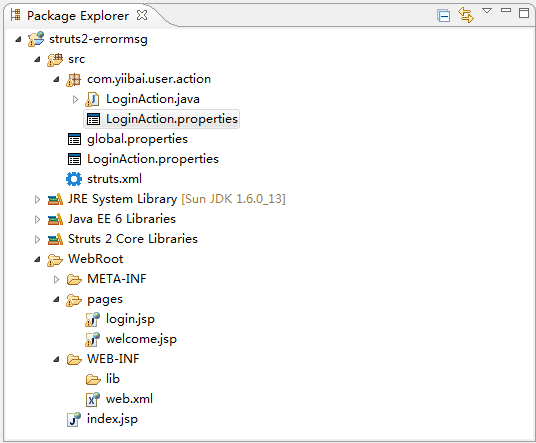 Package Explorer
struts2-errormsg
src
com.yiibai.user.action
LoginAction.java
LoginAction.properties
global.properties
LoginAction.properties
struts.xml
JRE System Library [Sun JDK 1.6.0_13]
Java EE 6 Libraries
Struts 2 Core Libraries
WebRoot
META-INF
pages
login.jsp
welcome.jsp
WEB-INF
lib
web.xml
index.jsp